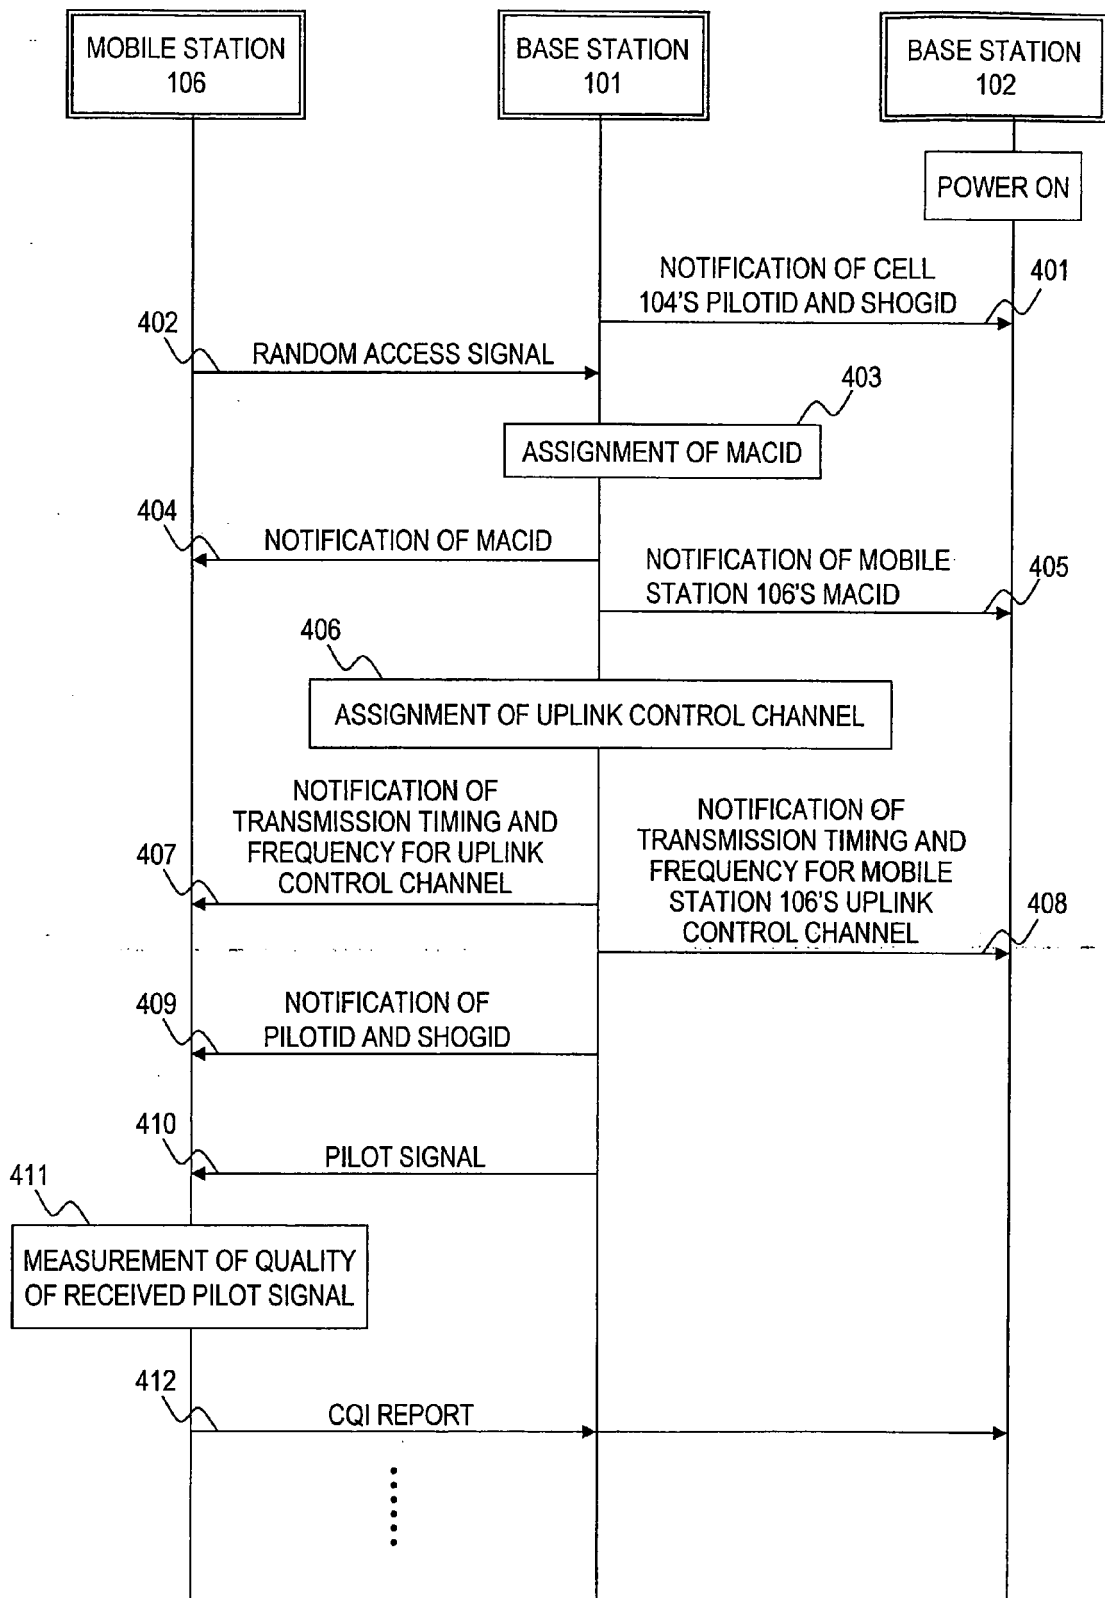 MOBILE STATION
106
BASE STATION
101
BASE STATION
102
POWER ON
NOTIFICATION OF CELL
104'S PILOTID AND SHOGID
401
402
RANDOM ACCESS SIGNAL
403
ASSIGNMENT OF MACID
404
NOTIFICATION OF MACID
NOTIFICATION OF MOBILE
STATION 106'S MACID
405
406
ASSIGNMENT OF UPLINK CONTROL CHANNEL
NOTIFICATION OF
TRANSMISSION TIMING AND
FREQUENCY FOR UPLINK
CONTROL CHANNEL
407
NOTIFICATION OF
TRANSMISSION TIMING AND
FREQUENCY FOR MOBILE
STATION 106'S UPLINK
CONTROL CHANNEL
408
409
NOTIFICATION OF
PILOTID AND SHOGID
410
PILOT SIGNAL
411
MEASUREMENT OF QUALITY
OF RECEIVED PILOT SIGNAL
412
CQI REPORT